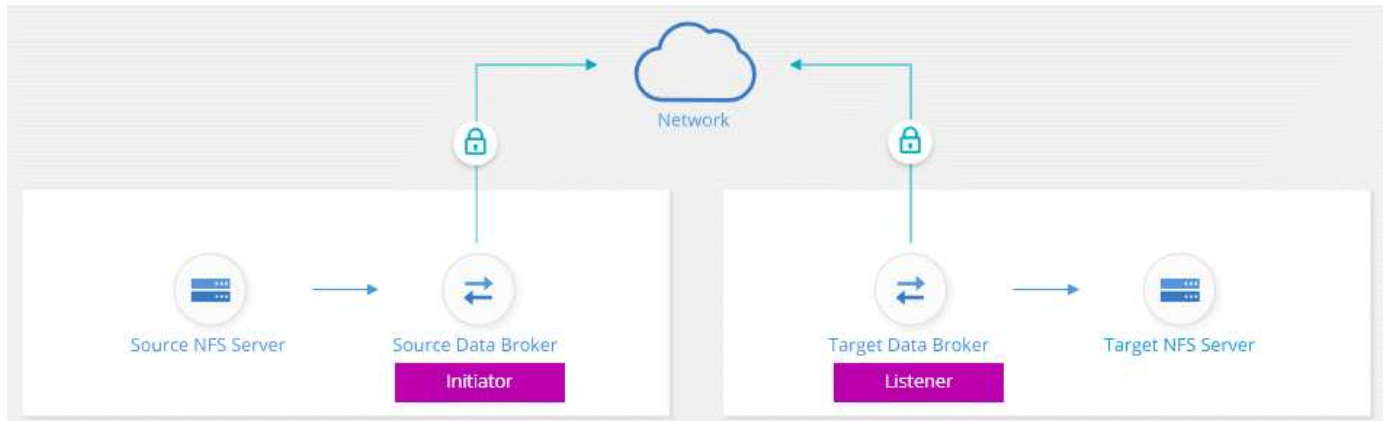 Network
Source NFS Server
Source Data Broker
Target Data Broker
Target NFS Server
Initiator
Listener